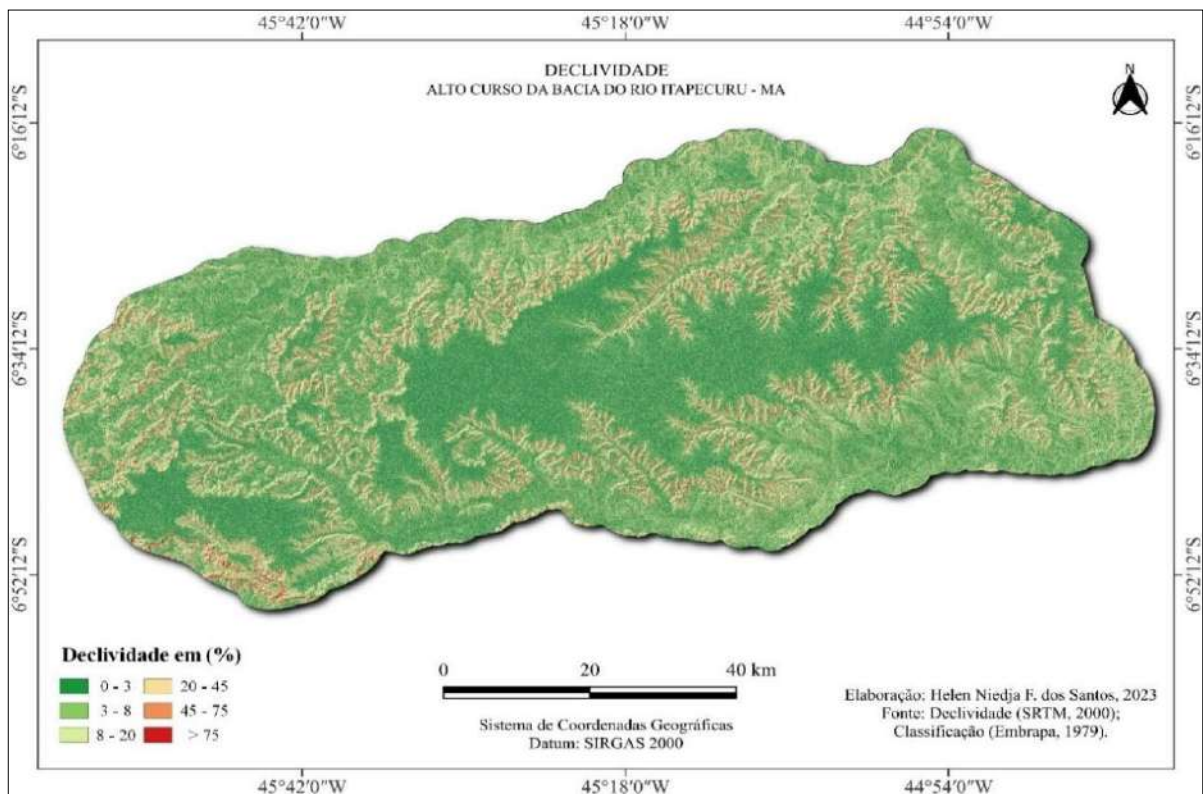 45°42'0"W 45°18'0"W 44°54'0"W
DECLIVIDADE
ALTO CURSO DA BACIA DO RIO ITAPECURU - MA
N
6°16'12"S 6°16'12"S
6°34'12"S 6°34'12"S
6°52'12"S 6°52'12"S
Declividade em (%)
0 - 3 20 - 45
3 - 8 45 - 75
8 - 20 > 75
0 20 40 km
Sistema de Coordenadas Geográficas
Datum: SIRGAS 2000
Elaboração: Helen Niedja F. dos Santos, 2023
Fonte: Declividade (SRTM, 2000);
Classificação (Embrapa, 1979).
45°42'0"W 45°18'0"W 44°54'0"W